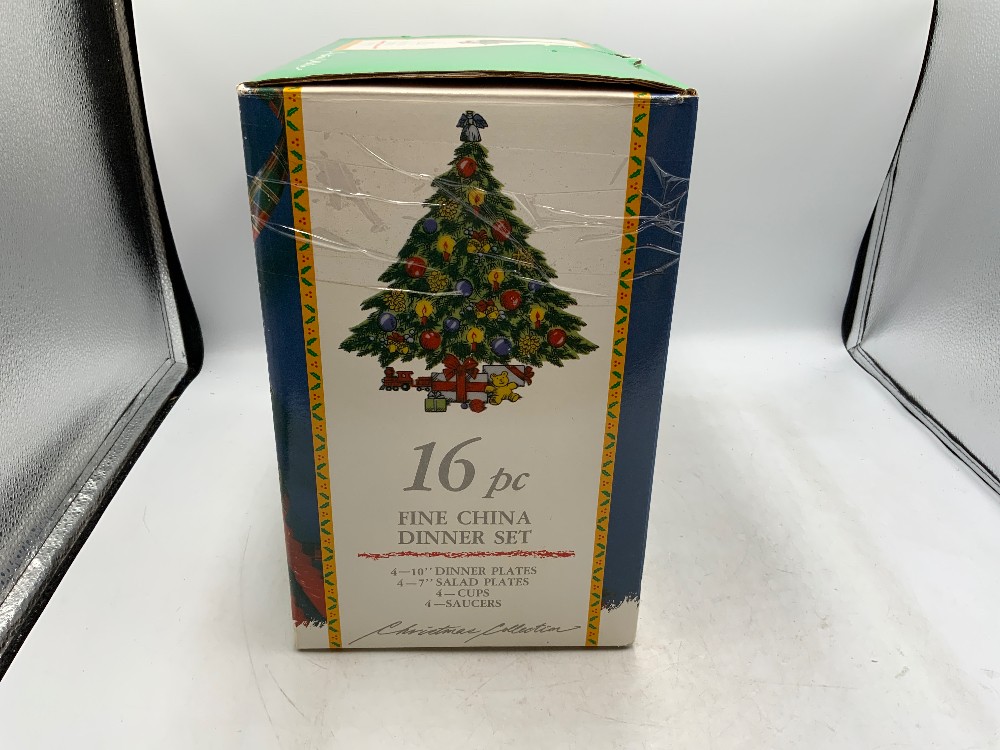 16 pc
FINE CHINA
DINNER SET
4—10" DINNER PLATES
4—7" SALAD PLATES
4—CUPS
4—SAUCERS
Christmas Collection